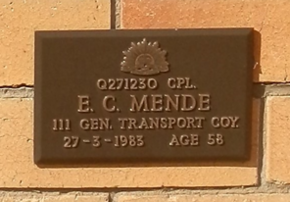 Q271230 CPL.
E. C. MENDE
111 GEN. TRANSPORT COY.
27-3-1983 AGE 58